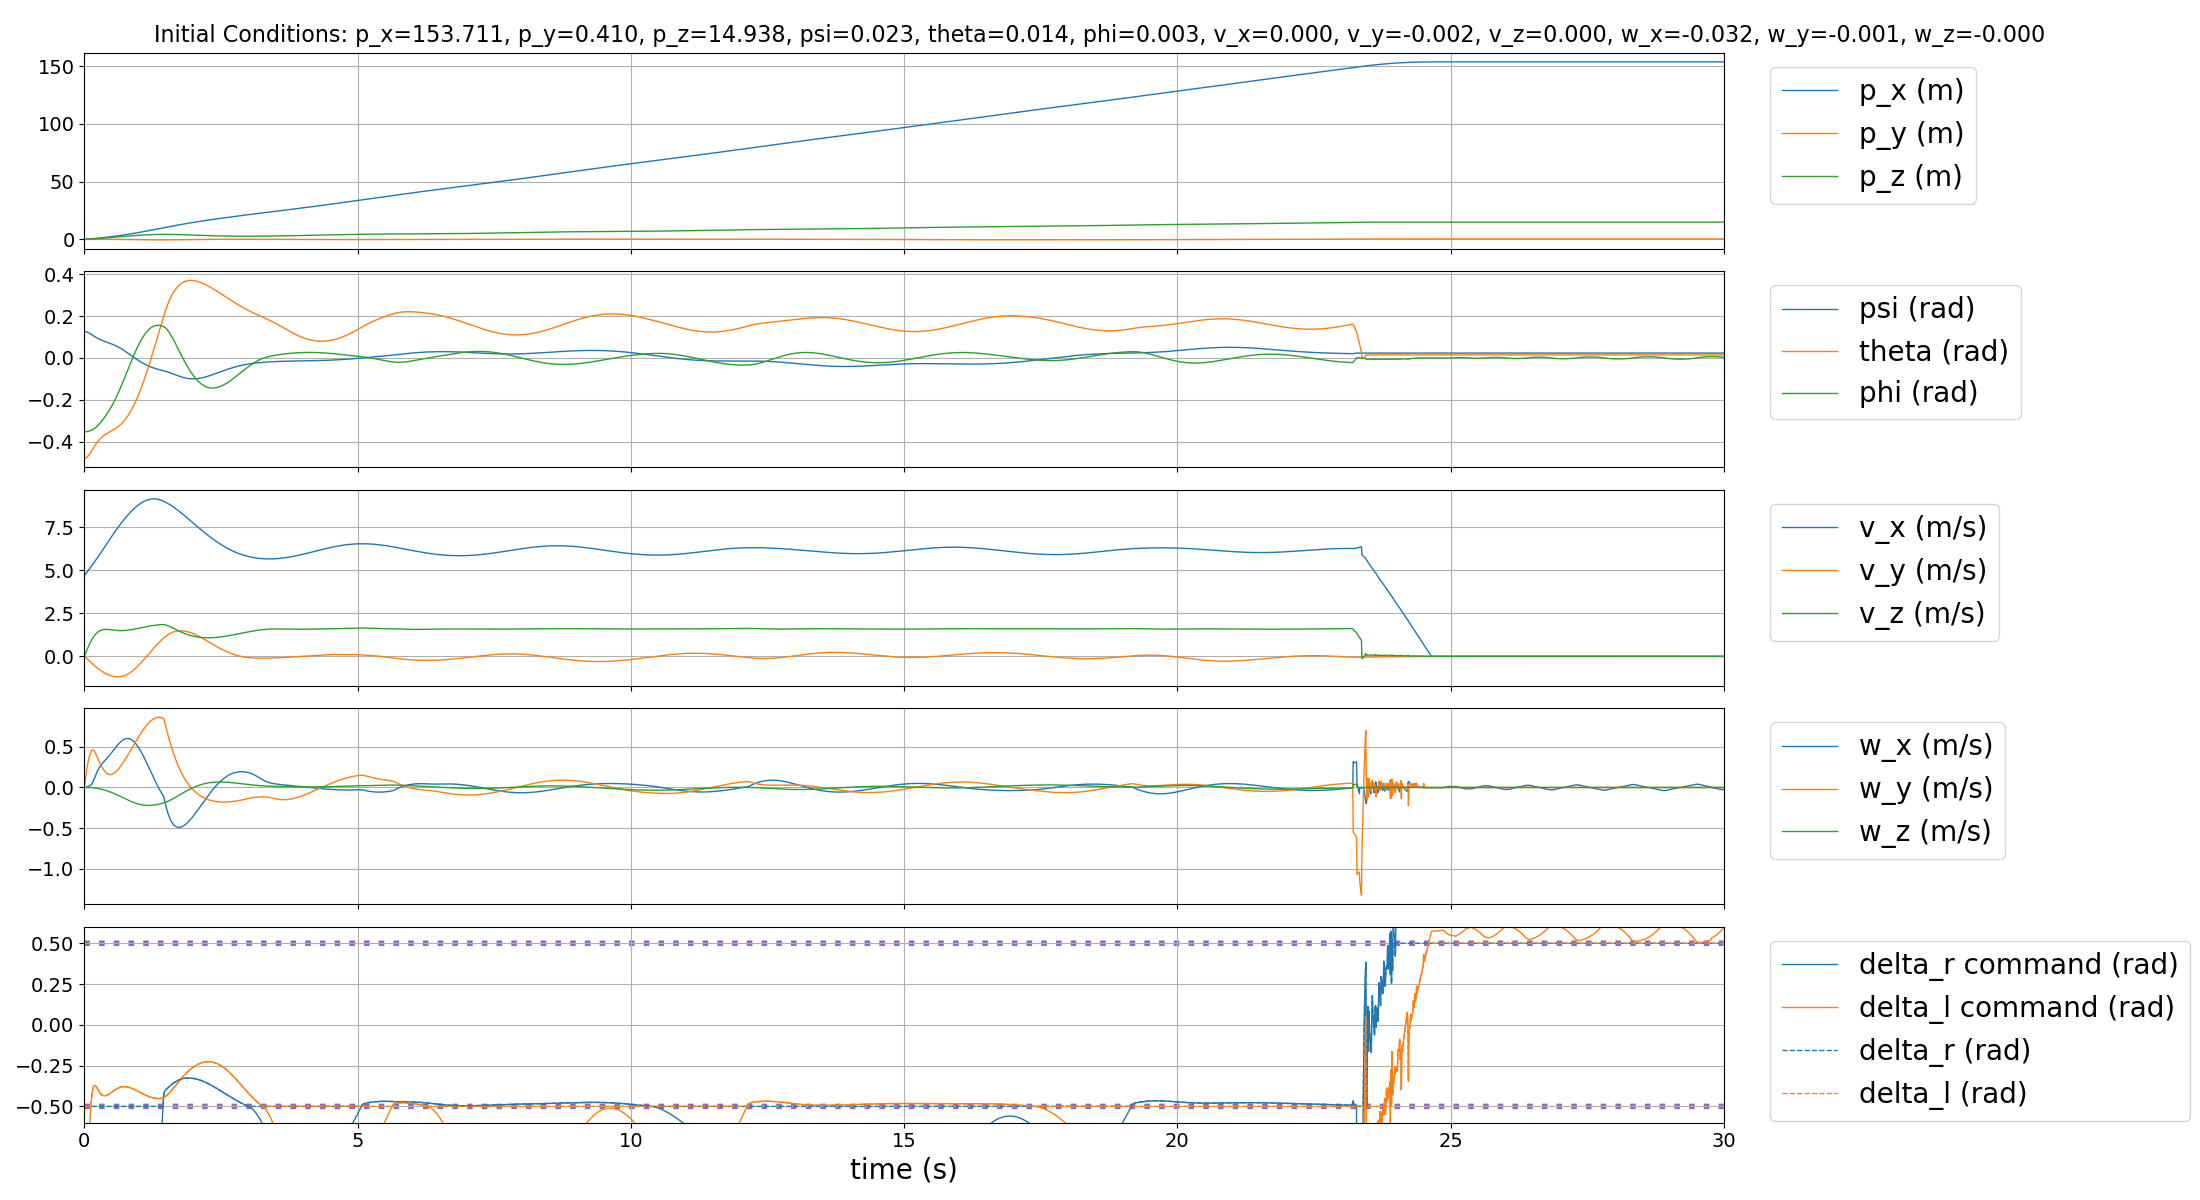 Initial Conditions: p_x=153.711, p_y=0.410, p_z=14.938, psi=0.023, theta=0.014, phi=0.003, v_x=0.000, v_y=-0.002, v_z=0.000, w_x=-0.032, w_y=-0.001, w_z=-0.000
150
100
50
0
p_x (m)
p_y (m)
p_z (m)
0.4
0.2
0.0
−0.2
−0.4
psi (rad)
theta (rad)
phi (rad)
7.5
5.0
2.5
0.0
v_x (m/s)
v_y (m/s)
v_z (m/s)
0.5
0.0
−0.5
−1.0
w_x (m/s)
w_y (m/s)
w_z (m/s)
0.50
0.25
0.00
−0.25
−0.50
delta_r command (rad)
delta_l command (rad)
delta_r (rad)
delta_l (rad)
0 5 10 15 20 25 30
time (s)